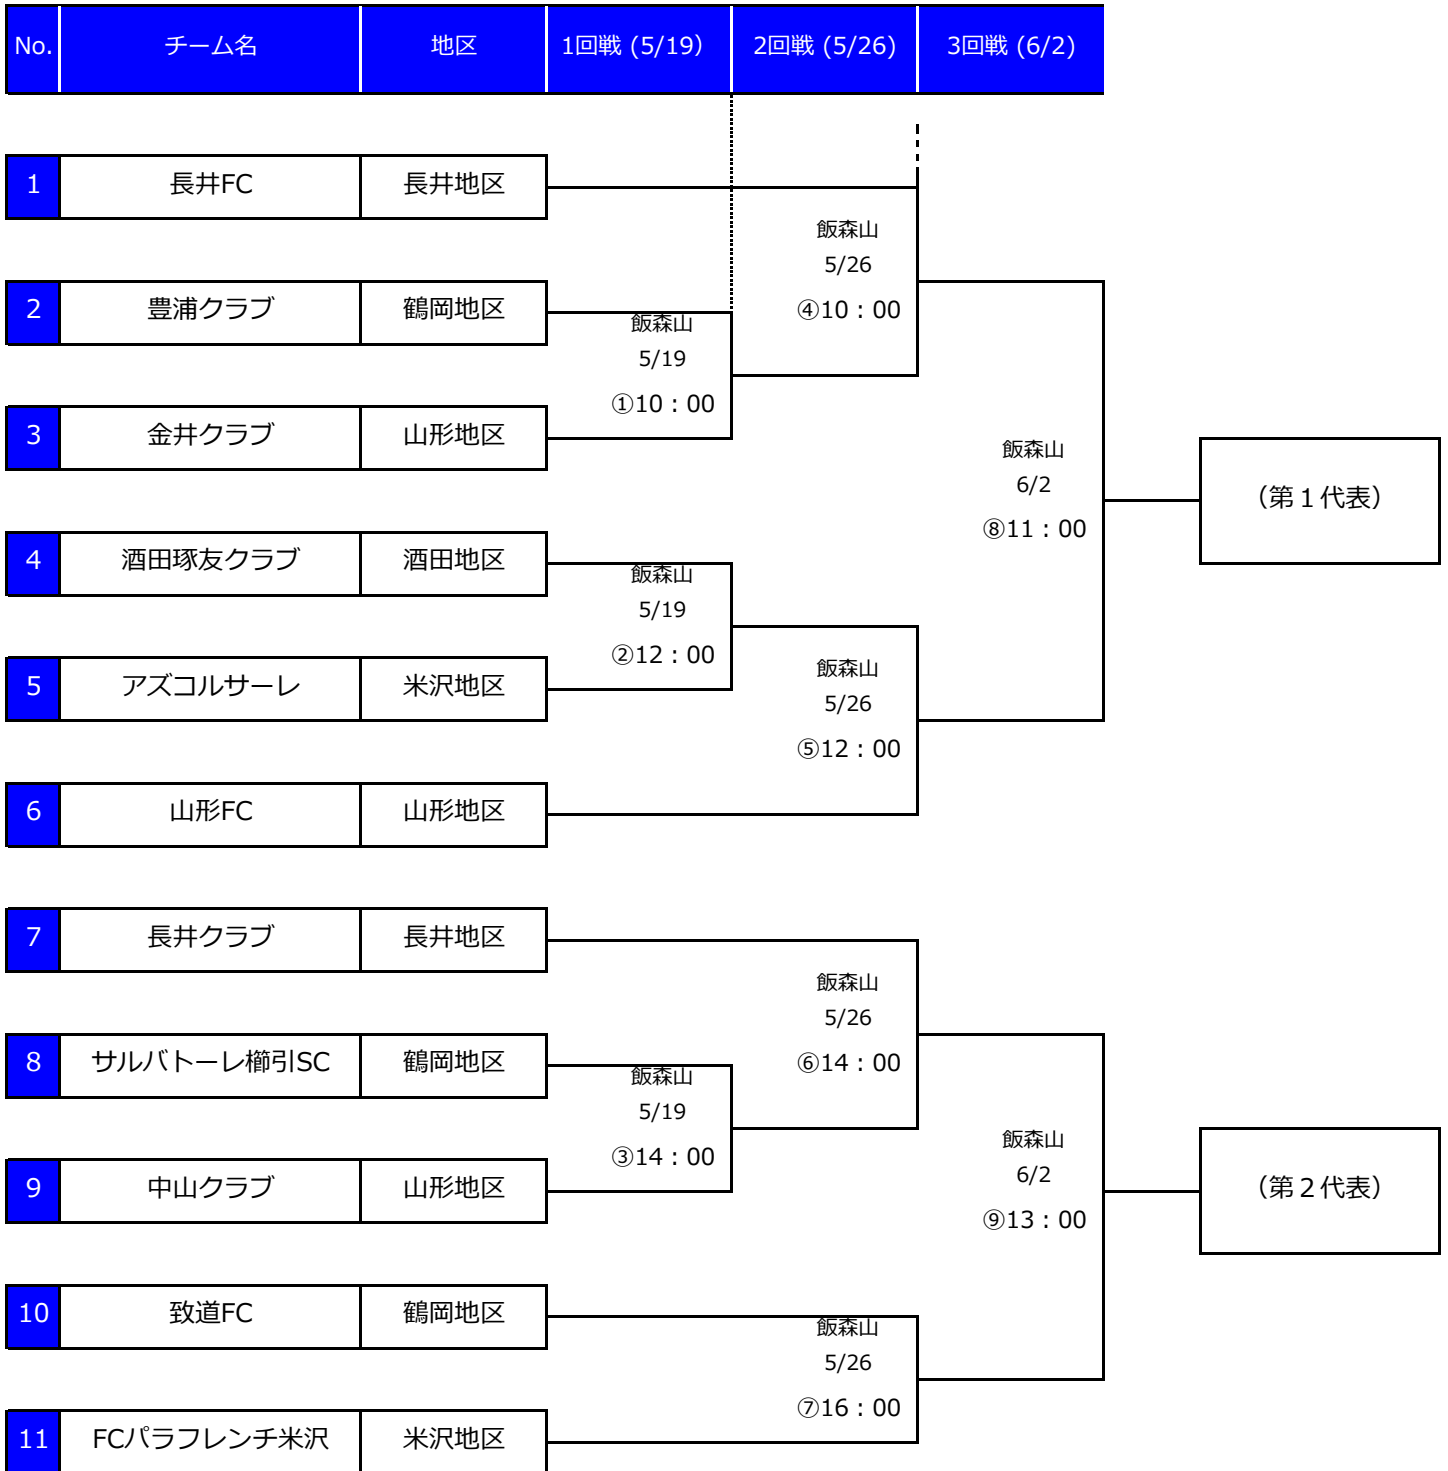 No. チーム名 地区 1回戦 (5/19） 2回戦 (5/26) 3回戦 (6/2)
1 長井FC 長井地区
飯森山
5/26
④10：00
2 豊浦クラブ 鶴岡地区
飯森山
5/19
①10：00
3 金井クラブ 山形地区
飯森山
6/2
⑧11：00
（第１代表）
4 酒田琢友クラブ 酒田地区
飯森山
5/19
②12：00
5 アズコルサーレ 米沢地区
飯森山
5/26
⑤12：00
6 山形FC 山形地区
7 長井クラブ 長井地区
飯森山
5/26
⑥14：00
8 サルバトーレ櫛引SC 鶴岡地区
飯森山
5/19
③14：00
9 中山クラブ 山形地区
飯森山
6/2
⑨13：00
（第２代表）
10 致道FC 鶴岡地区
飯森山
5/26
⑦16：00
11 FCパラフレンチ米沢 米沢地区